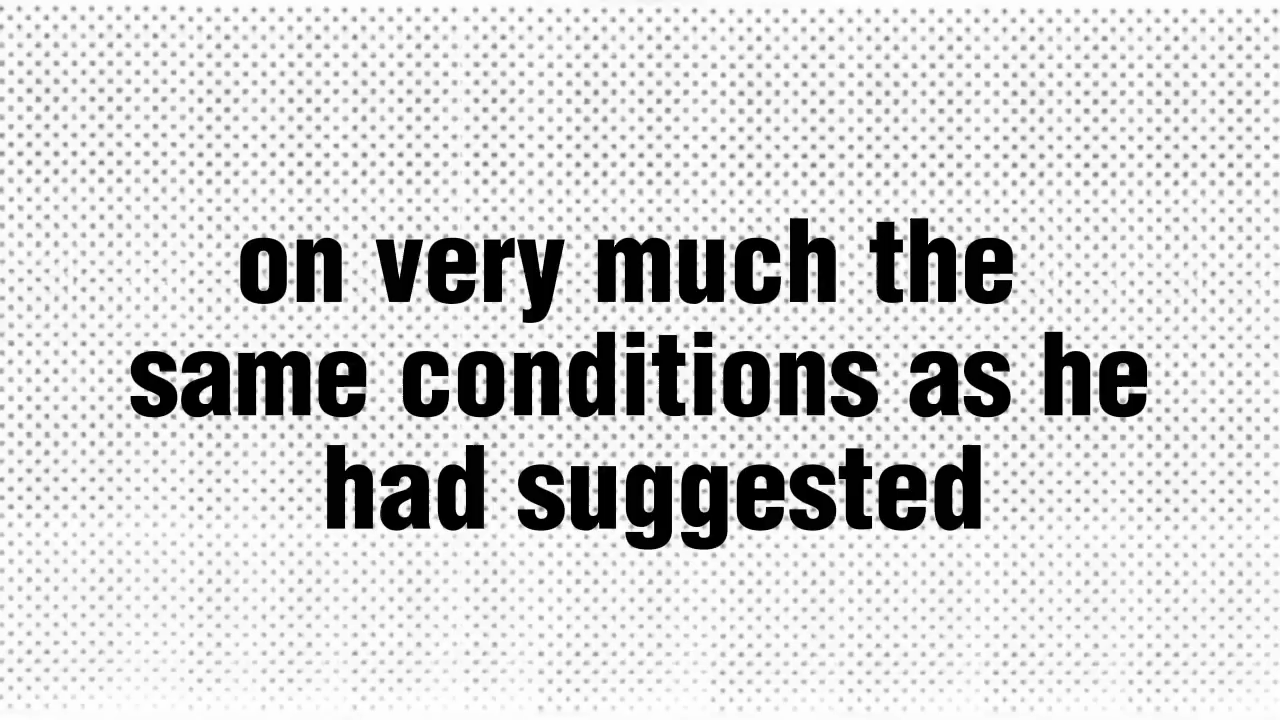 on very much the
same conditions as he
had suggested